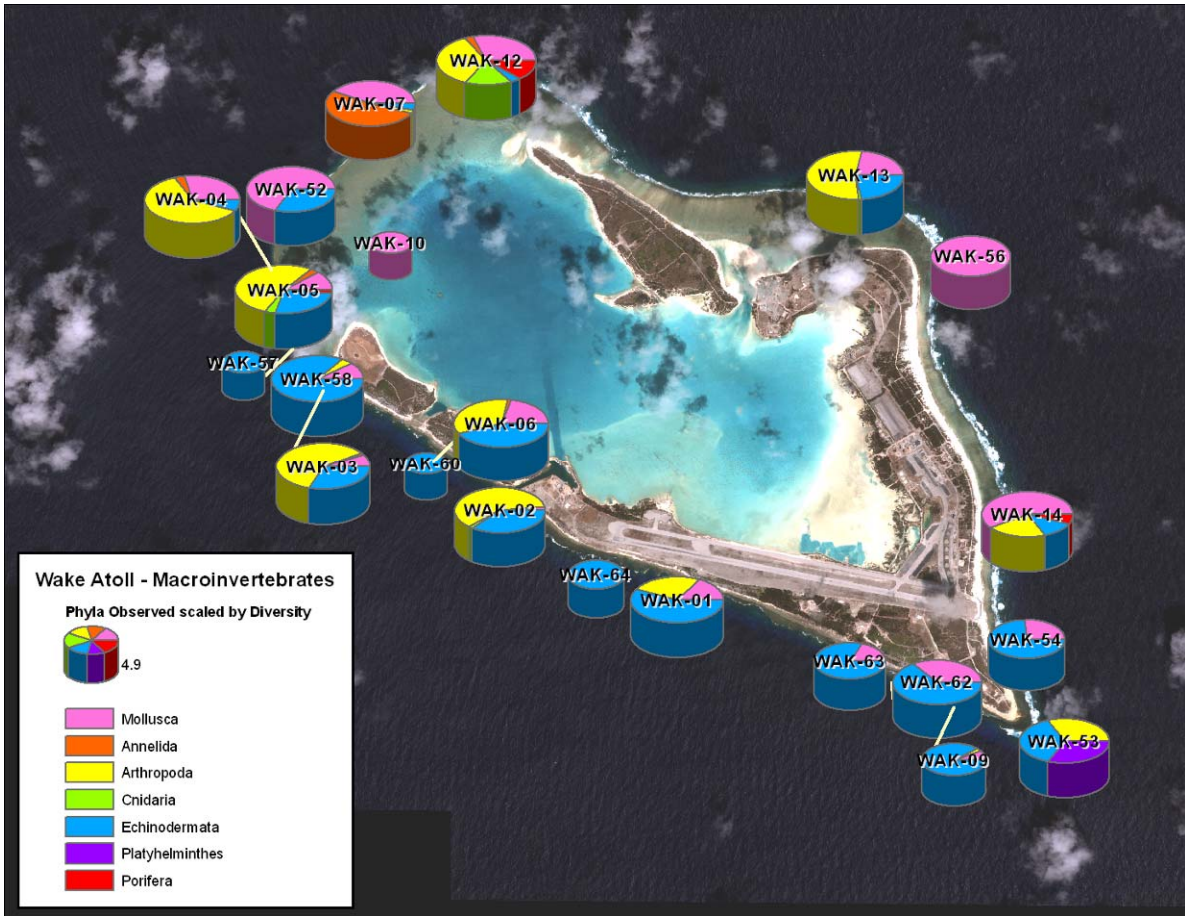 WAK-12
WAK-07
WAK-13
WAK-04
WAK-52
WAK-10
WAK-56
WAK-05
WAK-57
WAK-58
WAK-06
WAK-03
WAK-60
WAK-02
WAK-14
WAK-64
WAK-01
WAK-54
WAK-63
WAK-62
WAK-53
WAK-09
Wake Atoll - Macroinvertebrates
Phyla Observed scaled by Diversity
4.9
Mollusca
Annelida
Arthropoda
Cnidaria
Echinodermata
Platyhelminthes
Porifera